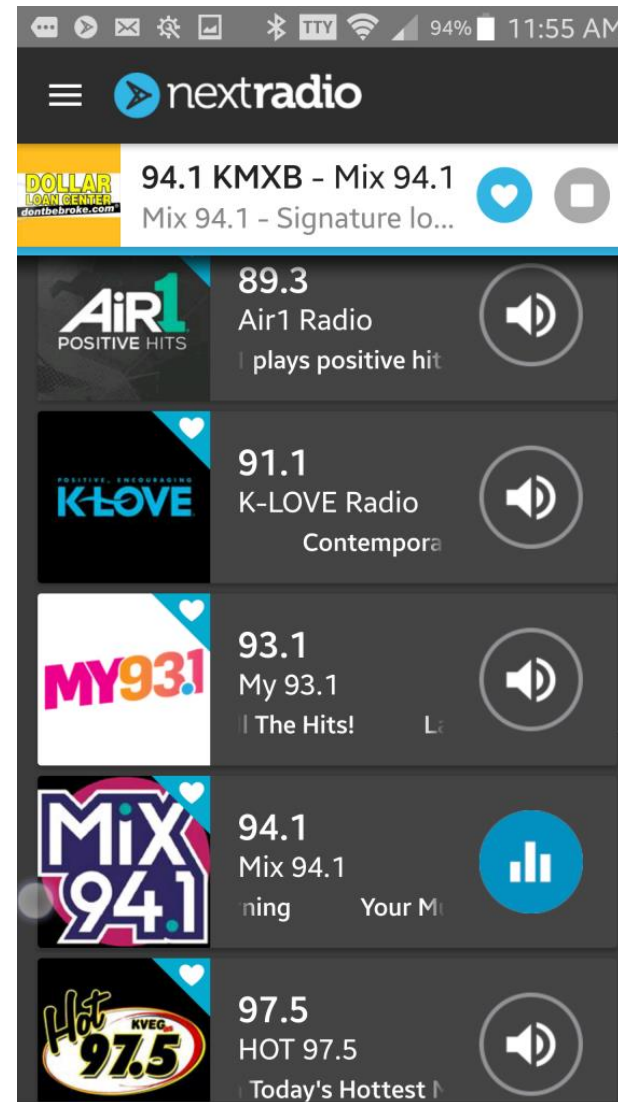 TTY 94% 11:55 AM
nextradio
DOLLAR
LOAN CENTER
dontbebroke.com
94.1 KMXB - Mix 94.1
Mix 94.1 - Signature lo...
AiR1
POSITIVE HITS
89.3
Air1 Radio
plays positive hit
POSITIVE, ENCOURAGING
K-LOVE
91.1
K-LOVE Radio
Contempora
MY93.1
93.1
My 93.1
The Hits! La
MiX
94.1
94.1
Mix 94.1
ning Your Mu
Hot KVEG
97.5
97.5
HOT 97.5
Today's Hottest